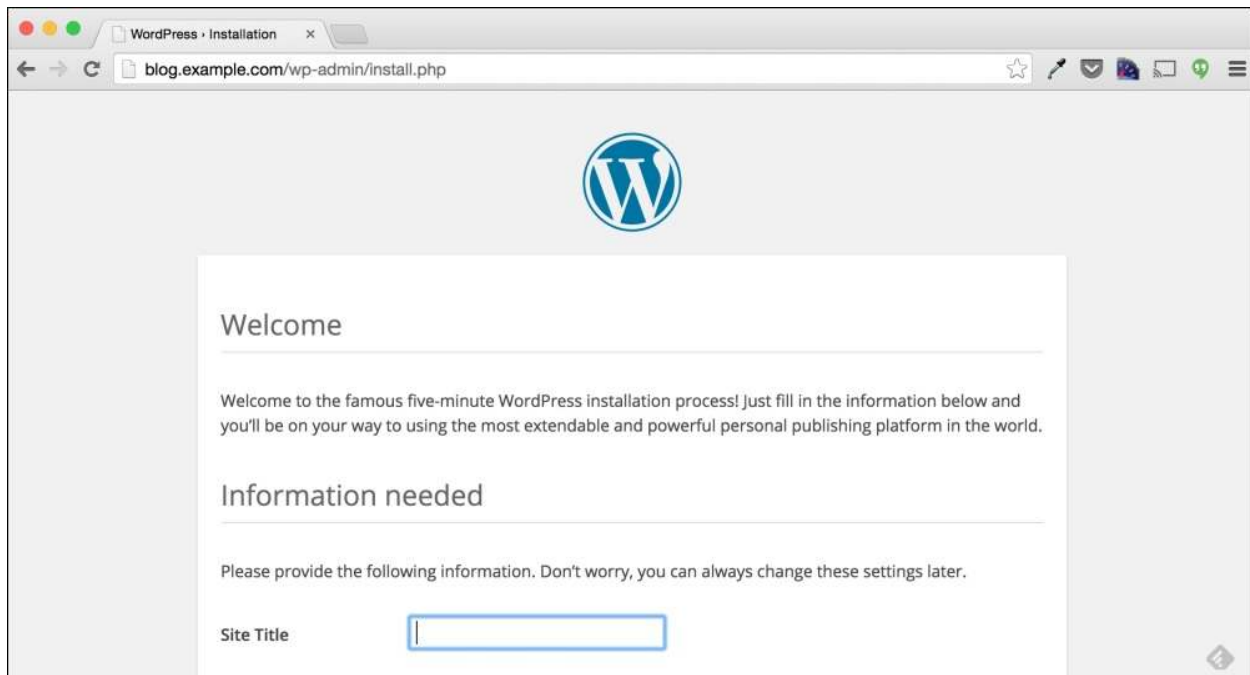 WordPress › Installation
blog.example.com/wp-admin/install.php
Welcome
Welcome to the famous five-minute WordPress installation process! Just fill in the information below and
you’ll be on your way to using the most extendable and powerful personal publishing platform in the world.
Information needed
Please provide the following information. Don’t worry, you can always change these settings later.
Site Title